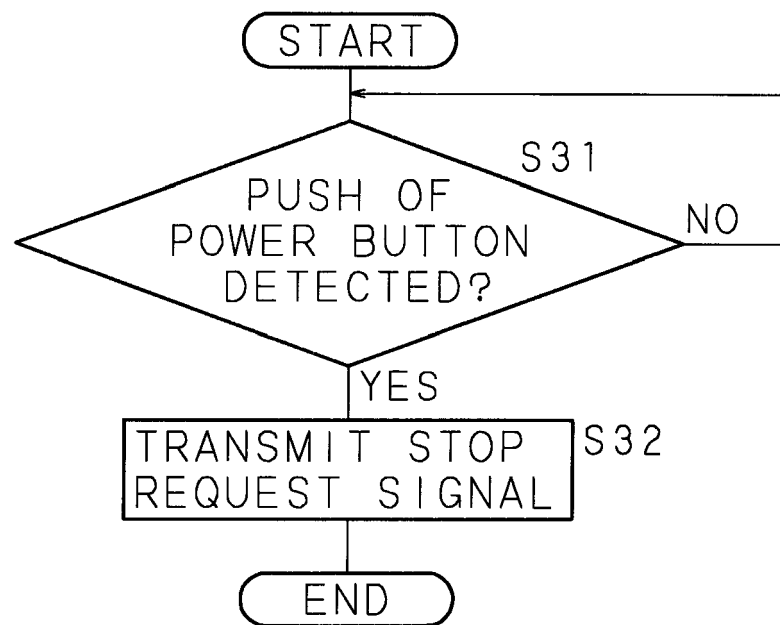 START
S31
PUSH OF
POWER BUTTON
DETECTED?
NO
YES
TRANSMIT STOP
REQUEST SIGNAL
S32
END